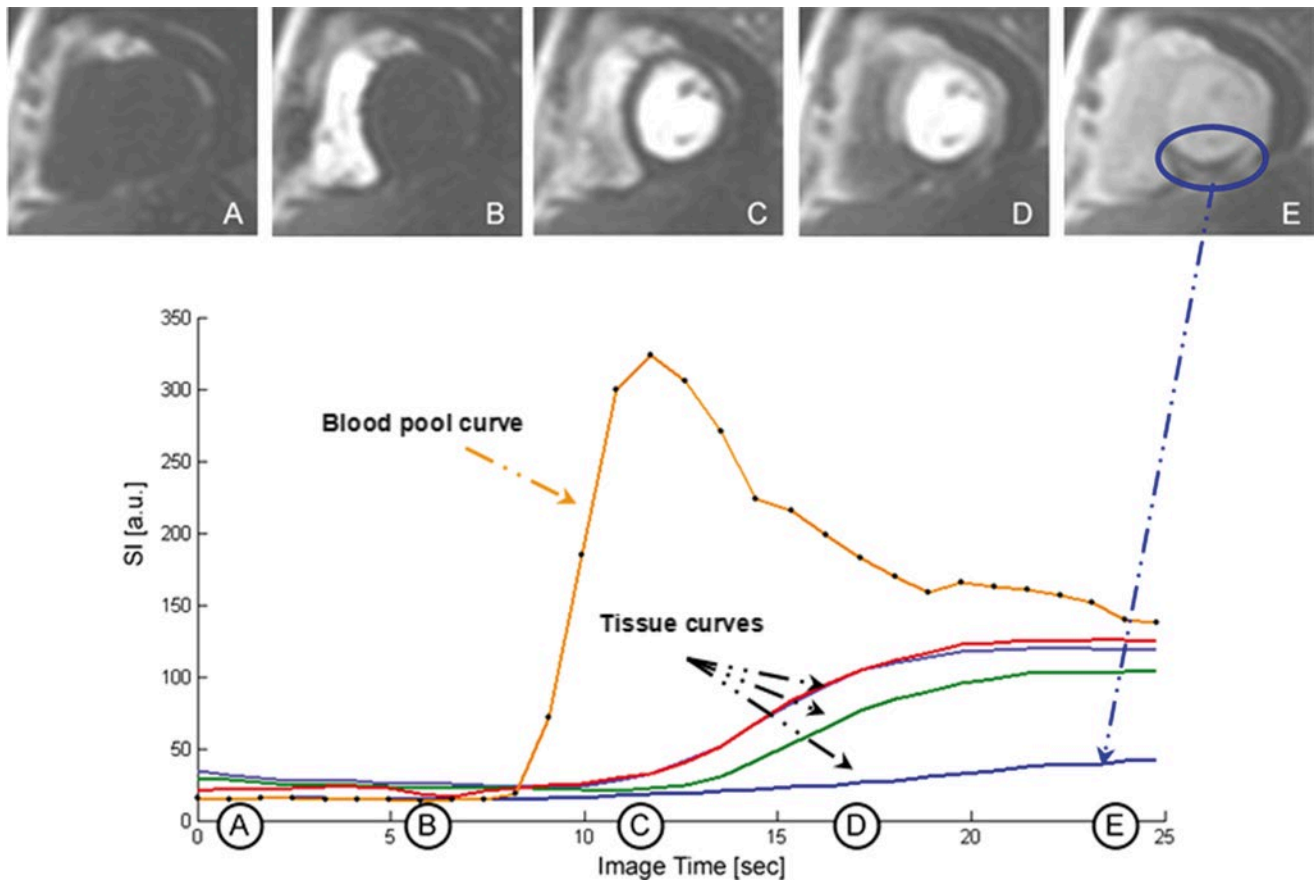 A
B
C
D
E
350
300
250
200
150
100
50
0
SI [a.u.]
Blood pool curve
Tissue curves
A
B
C
D
E
0
5
10
15
20
25
Image Time [sec]